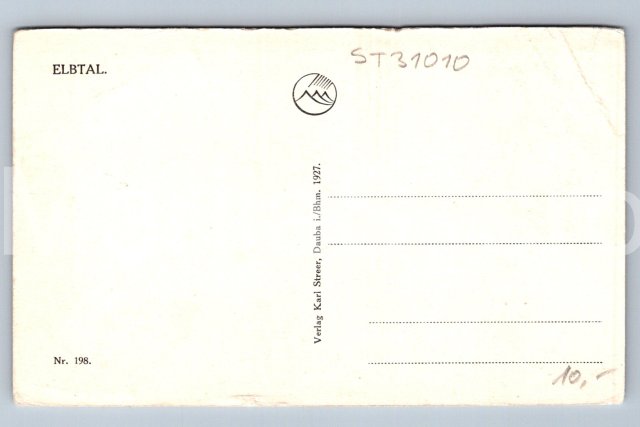 ELBTAL.
ST31010
Verlag Karl Streer, Dauba i./Bhm. 1927.
Nr. 198.
10,-